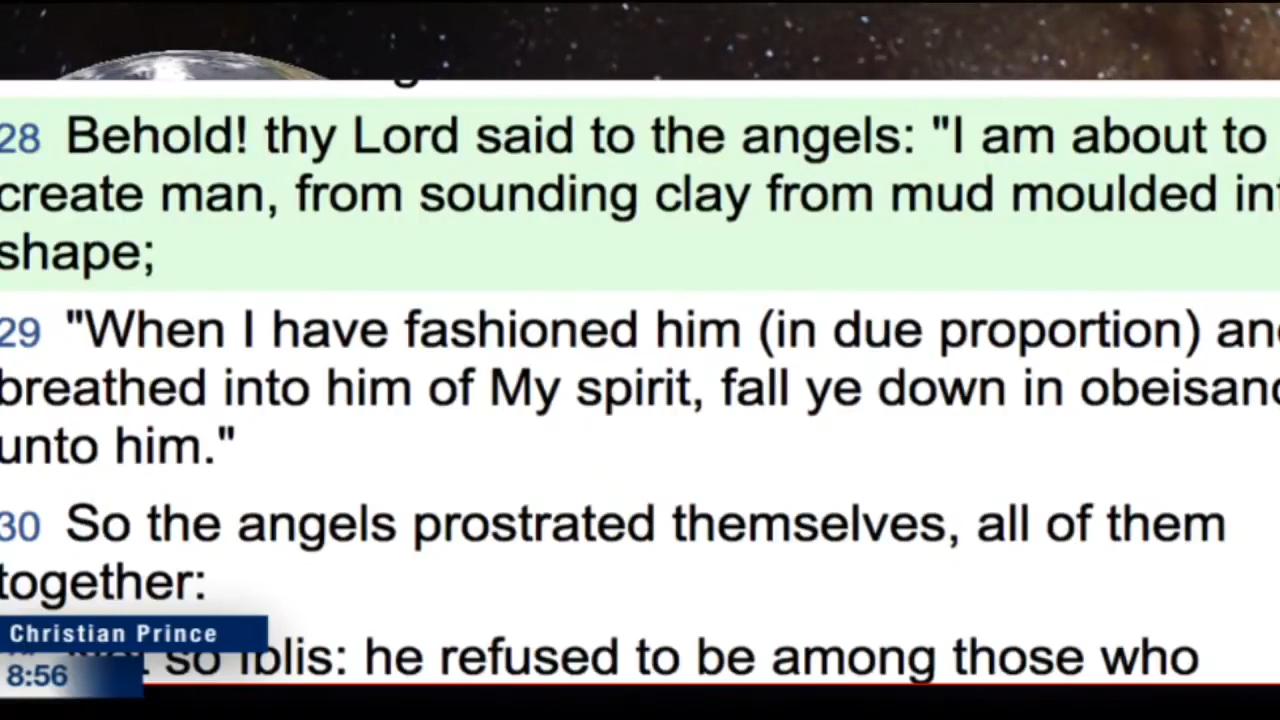 28 Behold! thy Lord said to the angels: "I am about to
create man, from sounding clay from mud moulded
shape;
29 "When I have fashioned him (in due proportion)
breathed into him of My spirit, fall ye down in
unto him."
30 So the angels prostrated themselves, all of them
together:
so Iblis: he refused to be among those who
Christian Prince
8:56